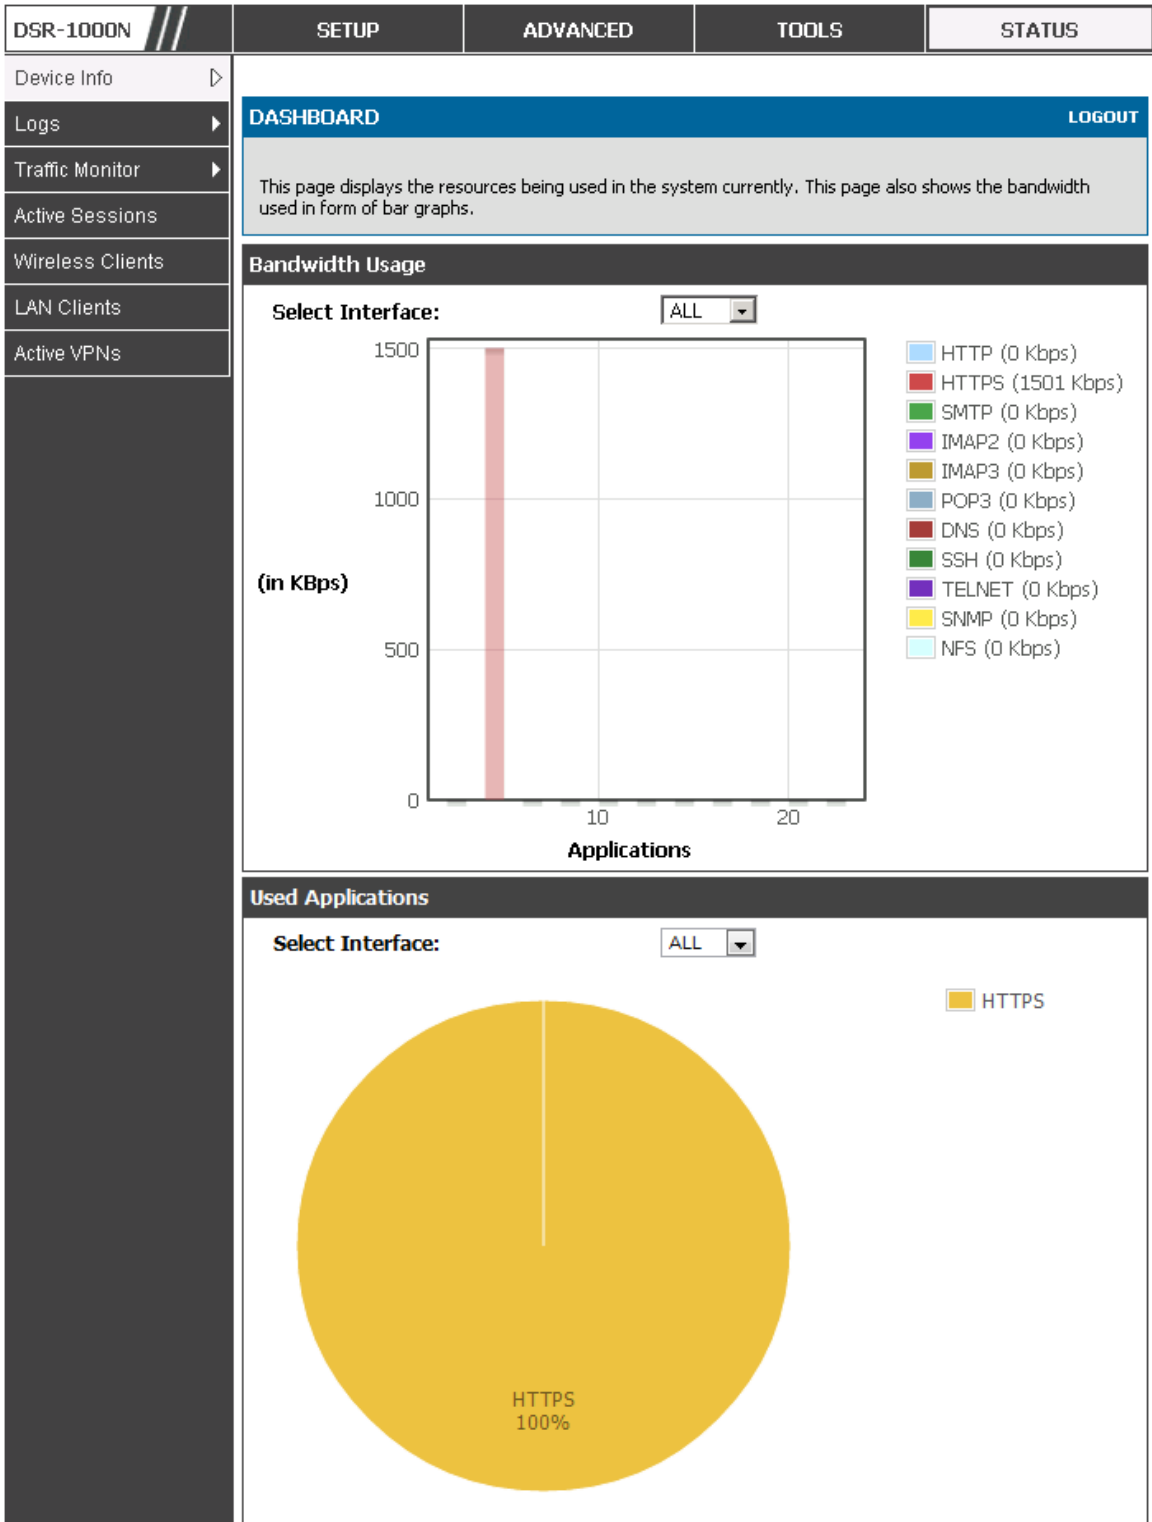 DSR-1000N
SETUP
ADVANCED
TOOLS
STATUS
Device Info
Logs
Traffic Monitor
Active Sessions
Wireless Clients
LAN Clients
Active VPNs
DASHBOARD
LOGOUT
This page displays the resources being used in the system currently. This page also shows the bandwidth
used in form of bar graphs.
Bandwidth Usage
Select Interface:
ALL
1500
1000
(in KBps)
500
0
10
20
Applications
HTTP (0 Kbps)
HTTPS (1501 Kbps)
SMTP (0 Kbps)
IMAP2 (0 Kbps)
IMAP3 (0 Kbps)
POP3 (0 Kbps)
DNS (0 Kbps)
SSH (0 Kbps)
TELNET (0 Kbps)
SNMP (0 Kbps)
NFS (0 Kbps)
Used Applications
Select Interface:
ALL
HTTPS
HTTPS
100%